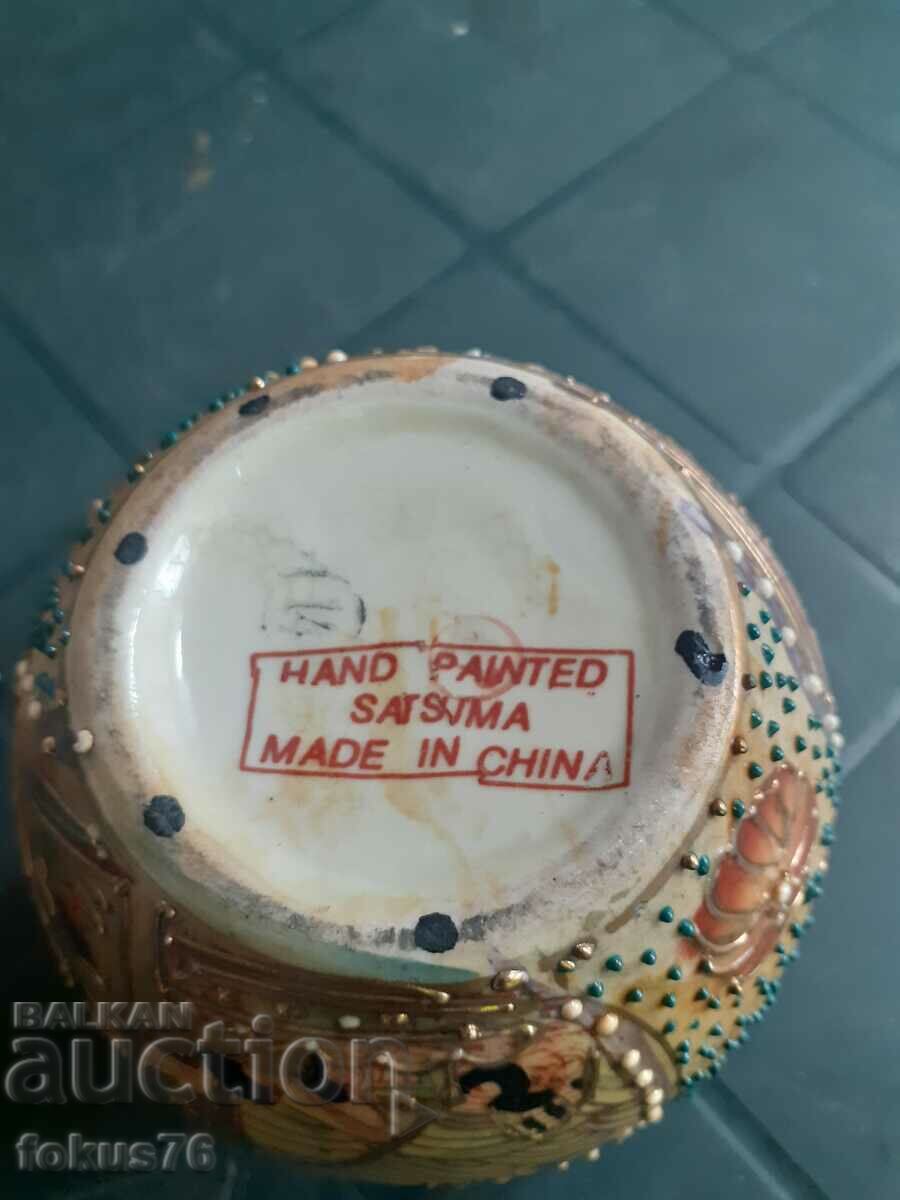 HAND PAINTED
SATSUMA
MADE IN CHINA
BALKAN
auction
fokus76